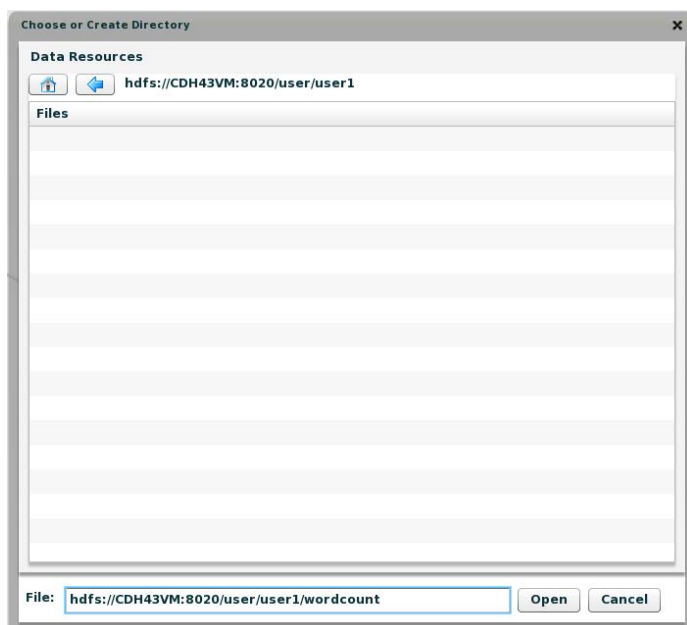 Choose or Create Directory
Data Resources
hdfs://CDH43VM:8020/user/user1
Files
File: hdfs://CDH43VM:8020/user/user1/wordcount Open Cancel